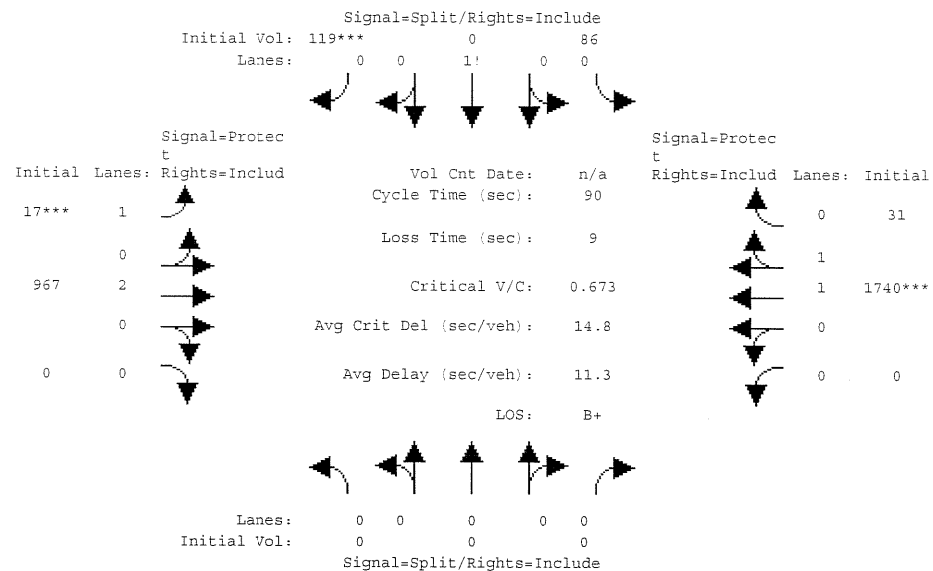 Signal=Split/Rights=Include
Initial Vol: 119*** 0 86
Lanes: 0 0 1! 0 0
Signal=Protec
t
Initial Lanes: Rights=Includ
17*** 1
0
967 2
0
0 0
Vol Cnt Date: n/a
Cycle Time (sec): 90
Loss Time (sec): 9
Critical V/C: 0.673
Avg Crit Del (sec/veh): 14.8
Avg Delay (sec/veh): 11.3
LOS: B+
Signal=Protec
t
Rights=Includ Lanes: Initial
0 31
1
1 1740***
0
0 0
Lanes: 0 0 0 0 0
Initial Vol: 0 0 0
Signal=Split/Rights=Include